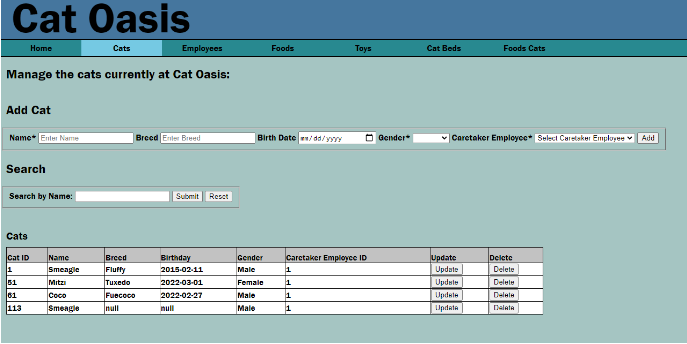 Cat Oasis
Home Cats Employees Foods Toys Cat Beds Foods Cats
Manage the cats currently at Cat Oasis:
Add Cat
Name* Enter Name Breed Enter Breed Birth Date mm/dd/yyyy Gender* Caretaker Employee* Select Caretaker Employee Add
Search
Search by Name: Submit Reset
Cats
Cat ID Name Breed Birthday Gender Caretaker Employee ID Update Delete
1 Smeagle Fluffy 2015-02-11 Male 1 Update Delete
51 Mitzi Tuxedo 2022-03-01 Female 1 Update Delete
61 Coco Fuecoco 2022-02-27 Male 1 Update Delete
113 Smeagle null null Male 1 Update Delete